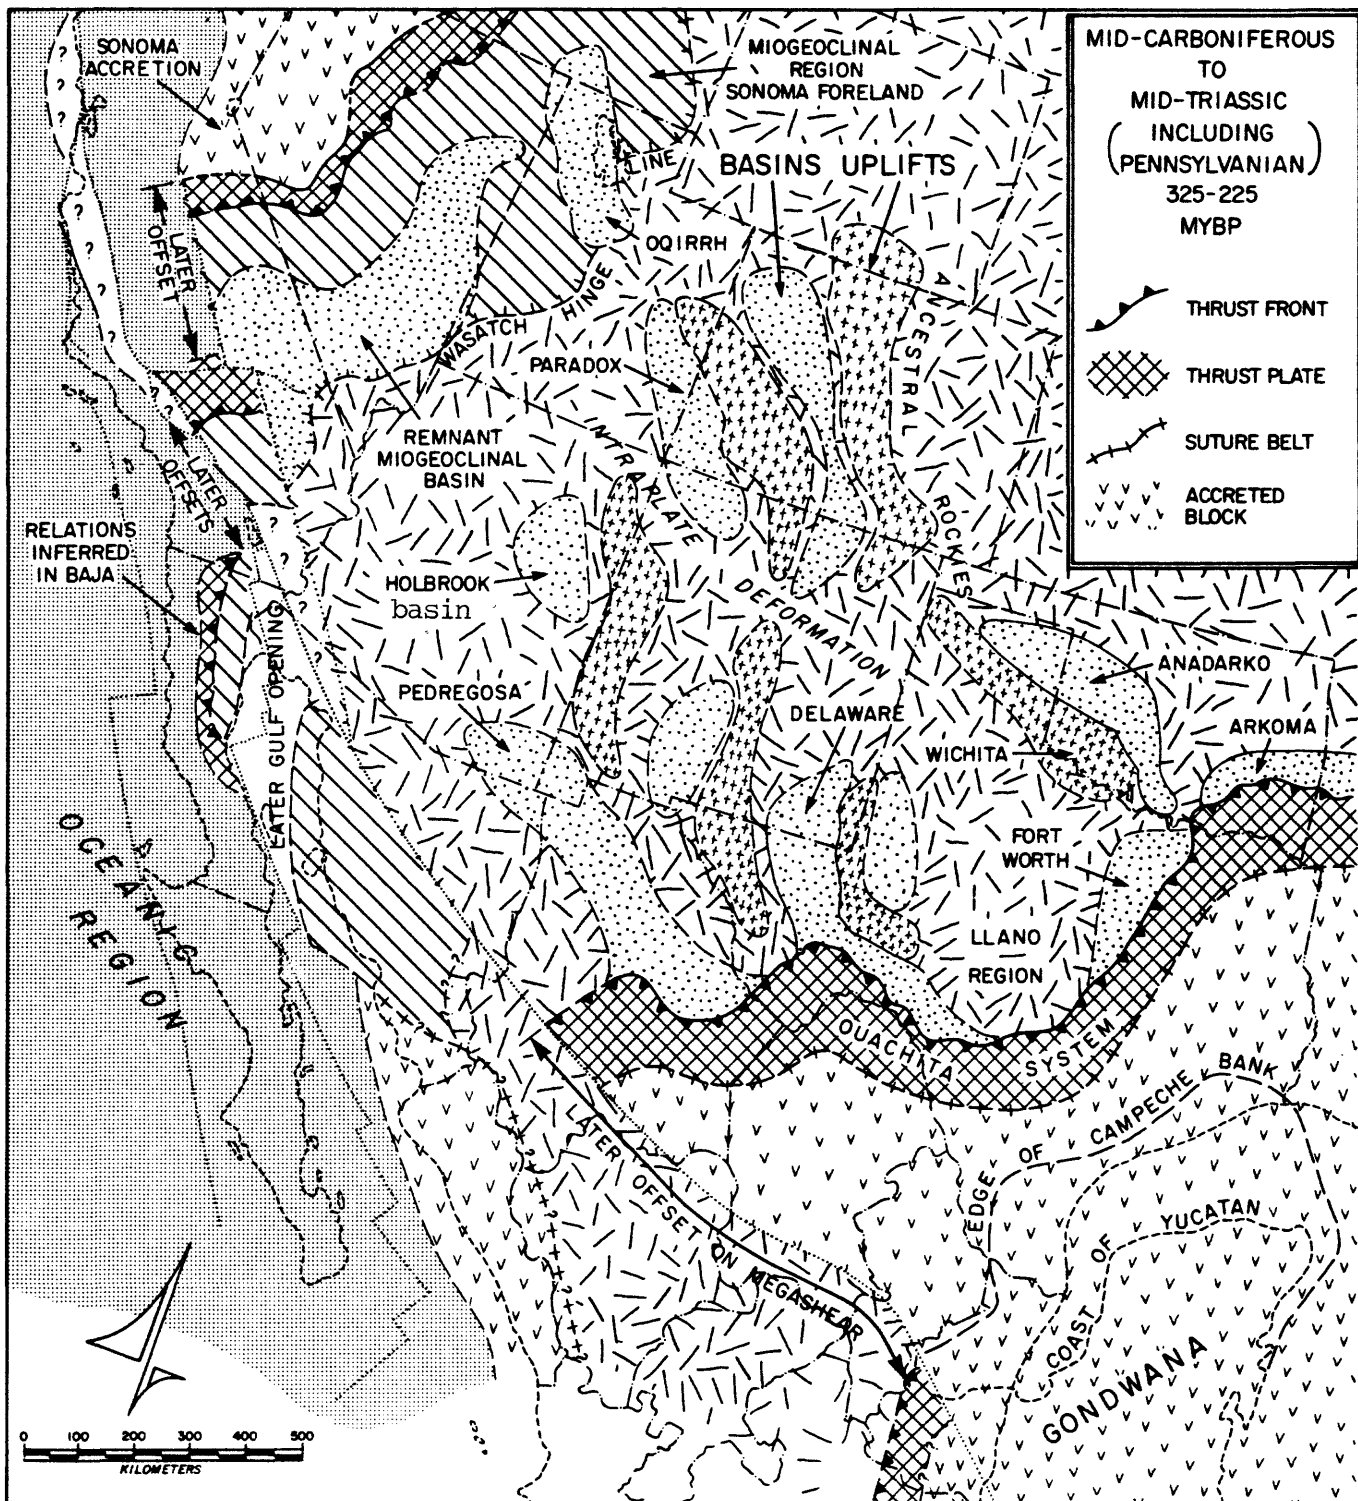 SONOMA
ACCRETION
MIOGEOCLINAL
REGION
SONOMA FORELAND
MID-CARBONIFEROUS
TO
MID-TRIASSIC
(INCLUDING
PENNSYLVANIAN)
325-225
MYBP
THRUST FRONT
THRUST PLATE
SUTURE BELT
ACCRETED
BLOCK
BASINS UPLIFTS
LATER
OFFSET
OQIRRH
WASATCH HINGE LINE
PARADOX
ANCESTRAL ROCKIES
REMNANT
MIOGEOCLINAL
BASIN
INTRAPLATE DEFORMATION
LATER
OFFSETS
RELATIONS
INFERRED
IN BAJA
HOLBROOK
basin
LATER GULF OPENING
PEDREGOSA
DELAWARE
ANADARKO
ARKOMA
WICHITA
FORT
WORTH
LLANO
REGION
OCEANIC
REGION
OUACHITA SYSTEM
EDGE OF CAMPECHE BANK
LATER OFFSET ON MEGASHEAR
COAST OF YUCATAN
GONDWANA
0 100 200 300 400 500
KILOMETERS